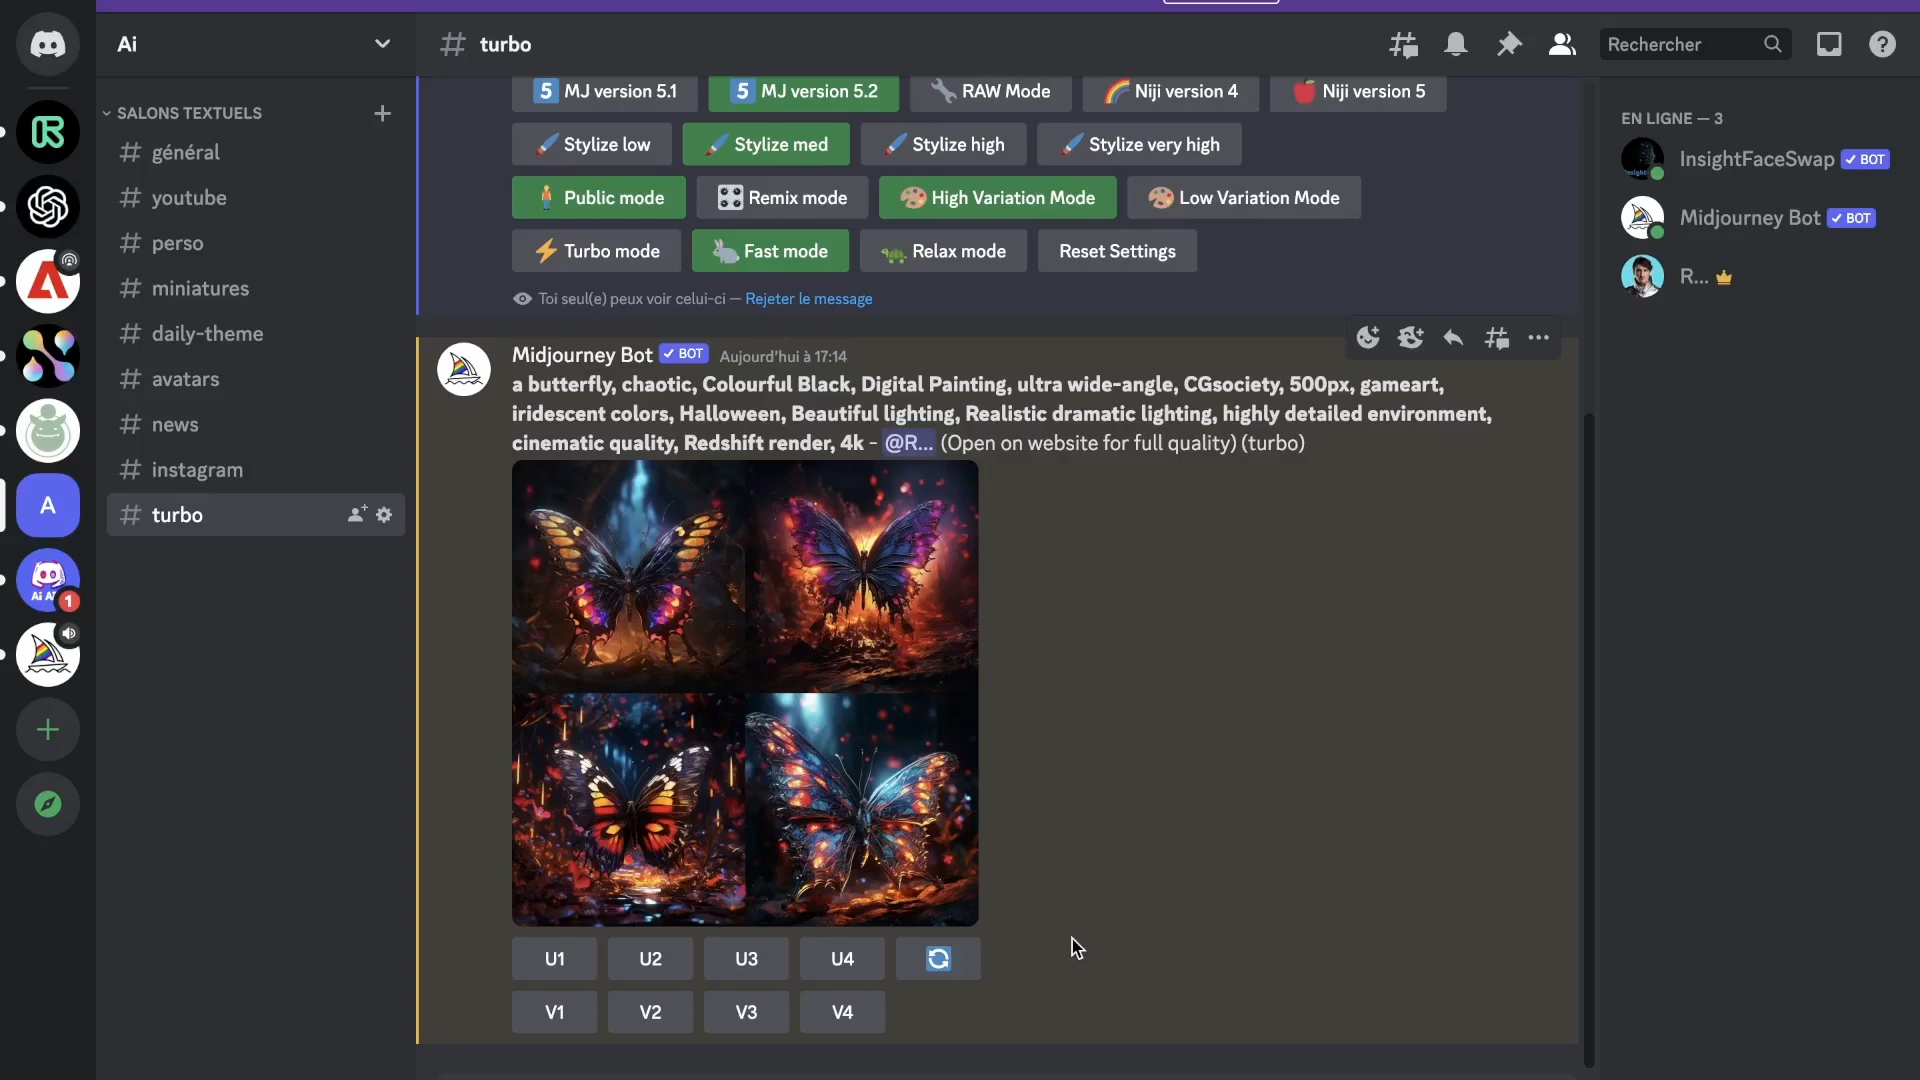 Ai
turbo
Rechercher
SALONS TEXTUELS
général
youtube
perso
miniatures
daily-theme
avatars
news
instagram
turbo
A
Ai Ai
1
5 MJ version 5.1
5 MJ version 5.2
RAW Mode
Niji version 4
Niji version 5
Stylize low
Stylize med
Stylize high
Stylize very high
Public mode
Remix mode
High Variation Mode
Low Variation Mode
Turbo mode
Fast mode
Relax mode
Reset Settings
Toi seul(e) peux voir celui-ci — Rejeter le message
Midjourney Bot ✓ BOT Aujourd'hui à 17:14
a butterfly, chaotic, Colourful Black, Digital Painting, ultra wide-angle, CGsociety, 500px, gameart,
iridescent colors, Halloween, Beautiful lighting, Realistic dramatic lighting, highly detailed environment,
cinematic quality, Redshift render, 4k - @R... (Open on website for full quality) (turbo)
U1
U2
U3
U4
V1
V2
V3
V4
EN LIGNE — 3
InsightFaceSwap ✓ BOT
Midjourney Bot ✓ BOT
R...